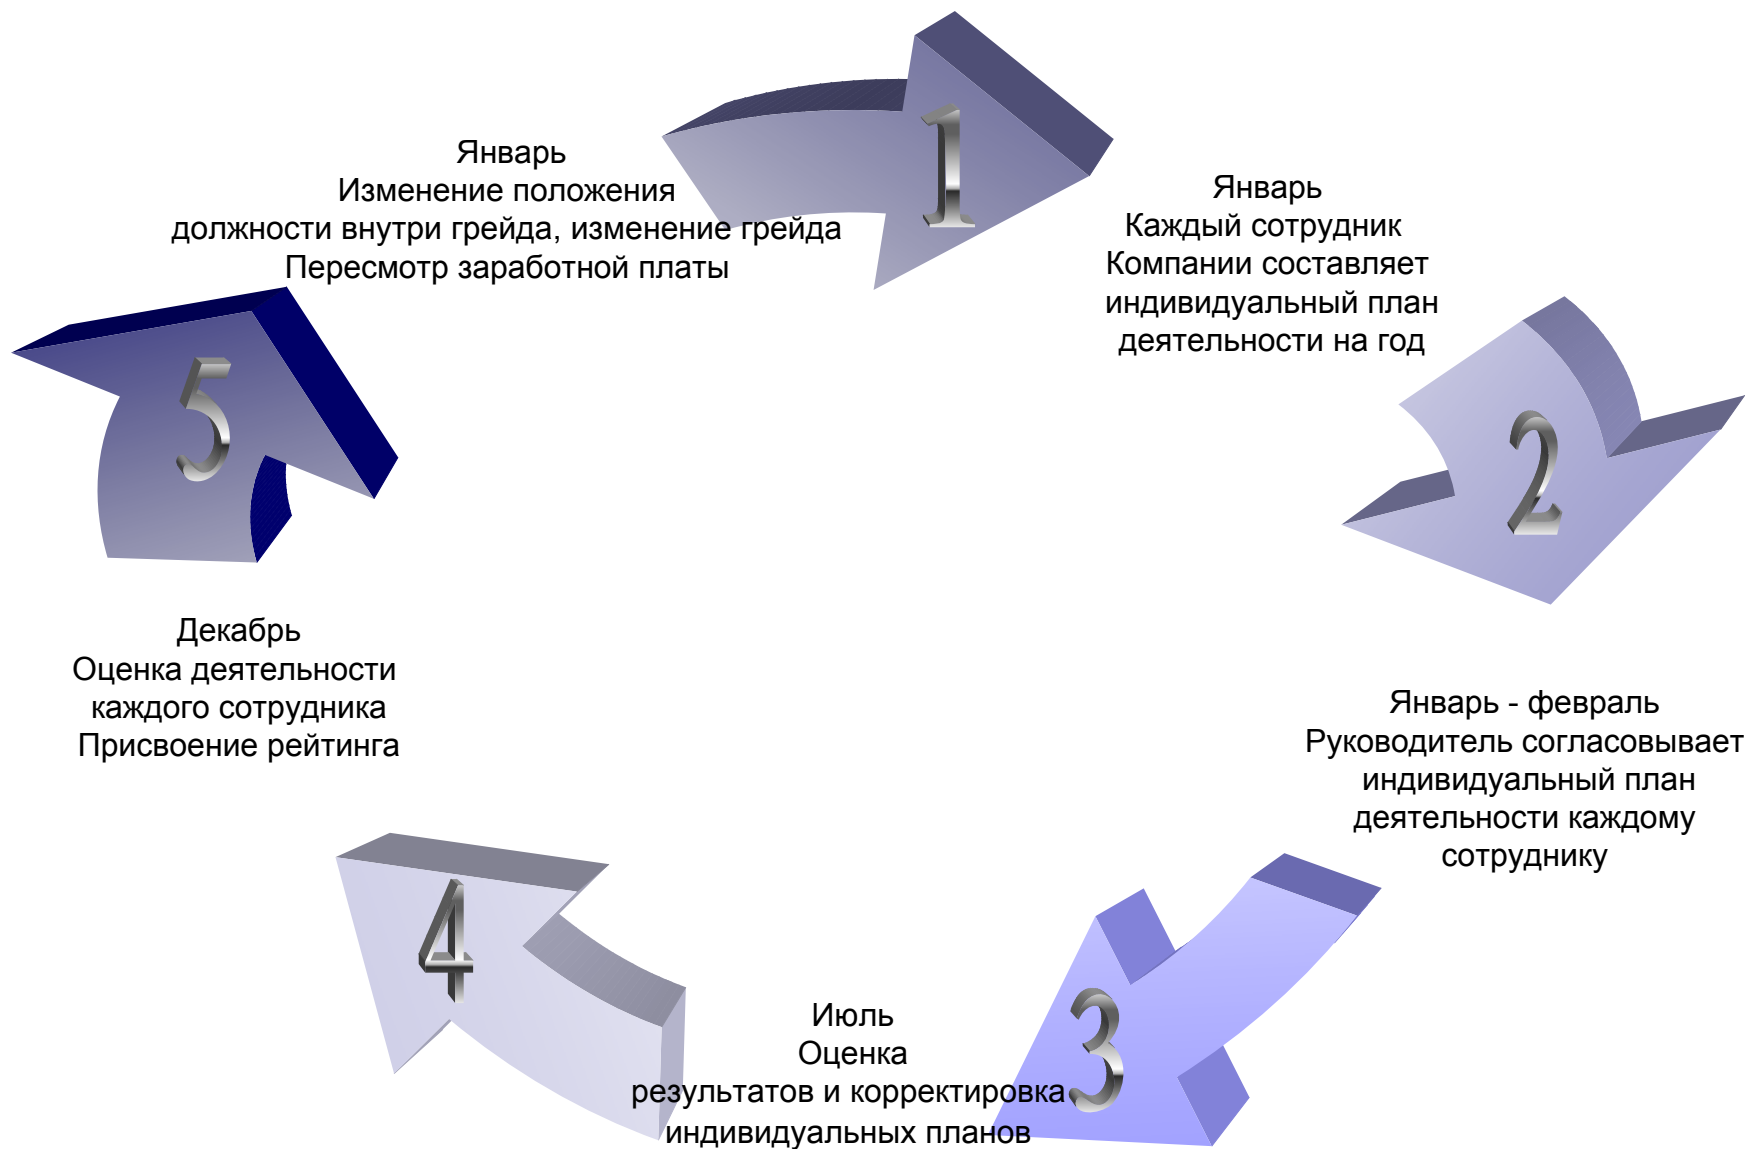 1
Январь
Изменение положения
должности внутри грейда, изменение грейда
Пересмотр заработной платы
Январь
Каждый сотрудник
Компании составляет
индивидуальный план
деятельности на год
5
2
Декабрь
Оценка деятельности
каждого сотрудника
Присвоение рейтинга
Январь - февраль
Руководитель согласовывает
индивидуальный план
деятельности каждому
сотруднику
4
3
Июль
Оценка
результатов и корректировка
индивидуальных планов